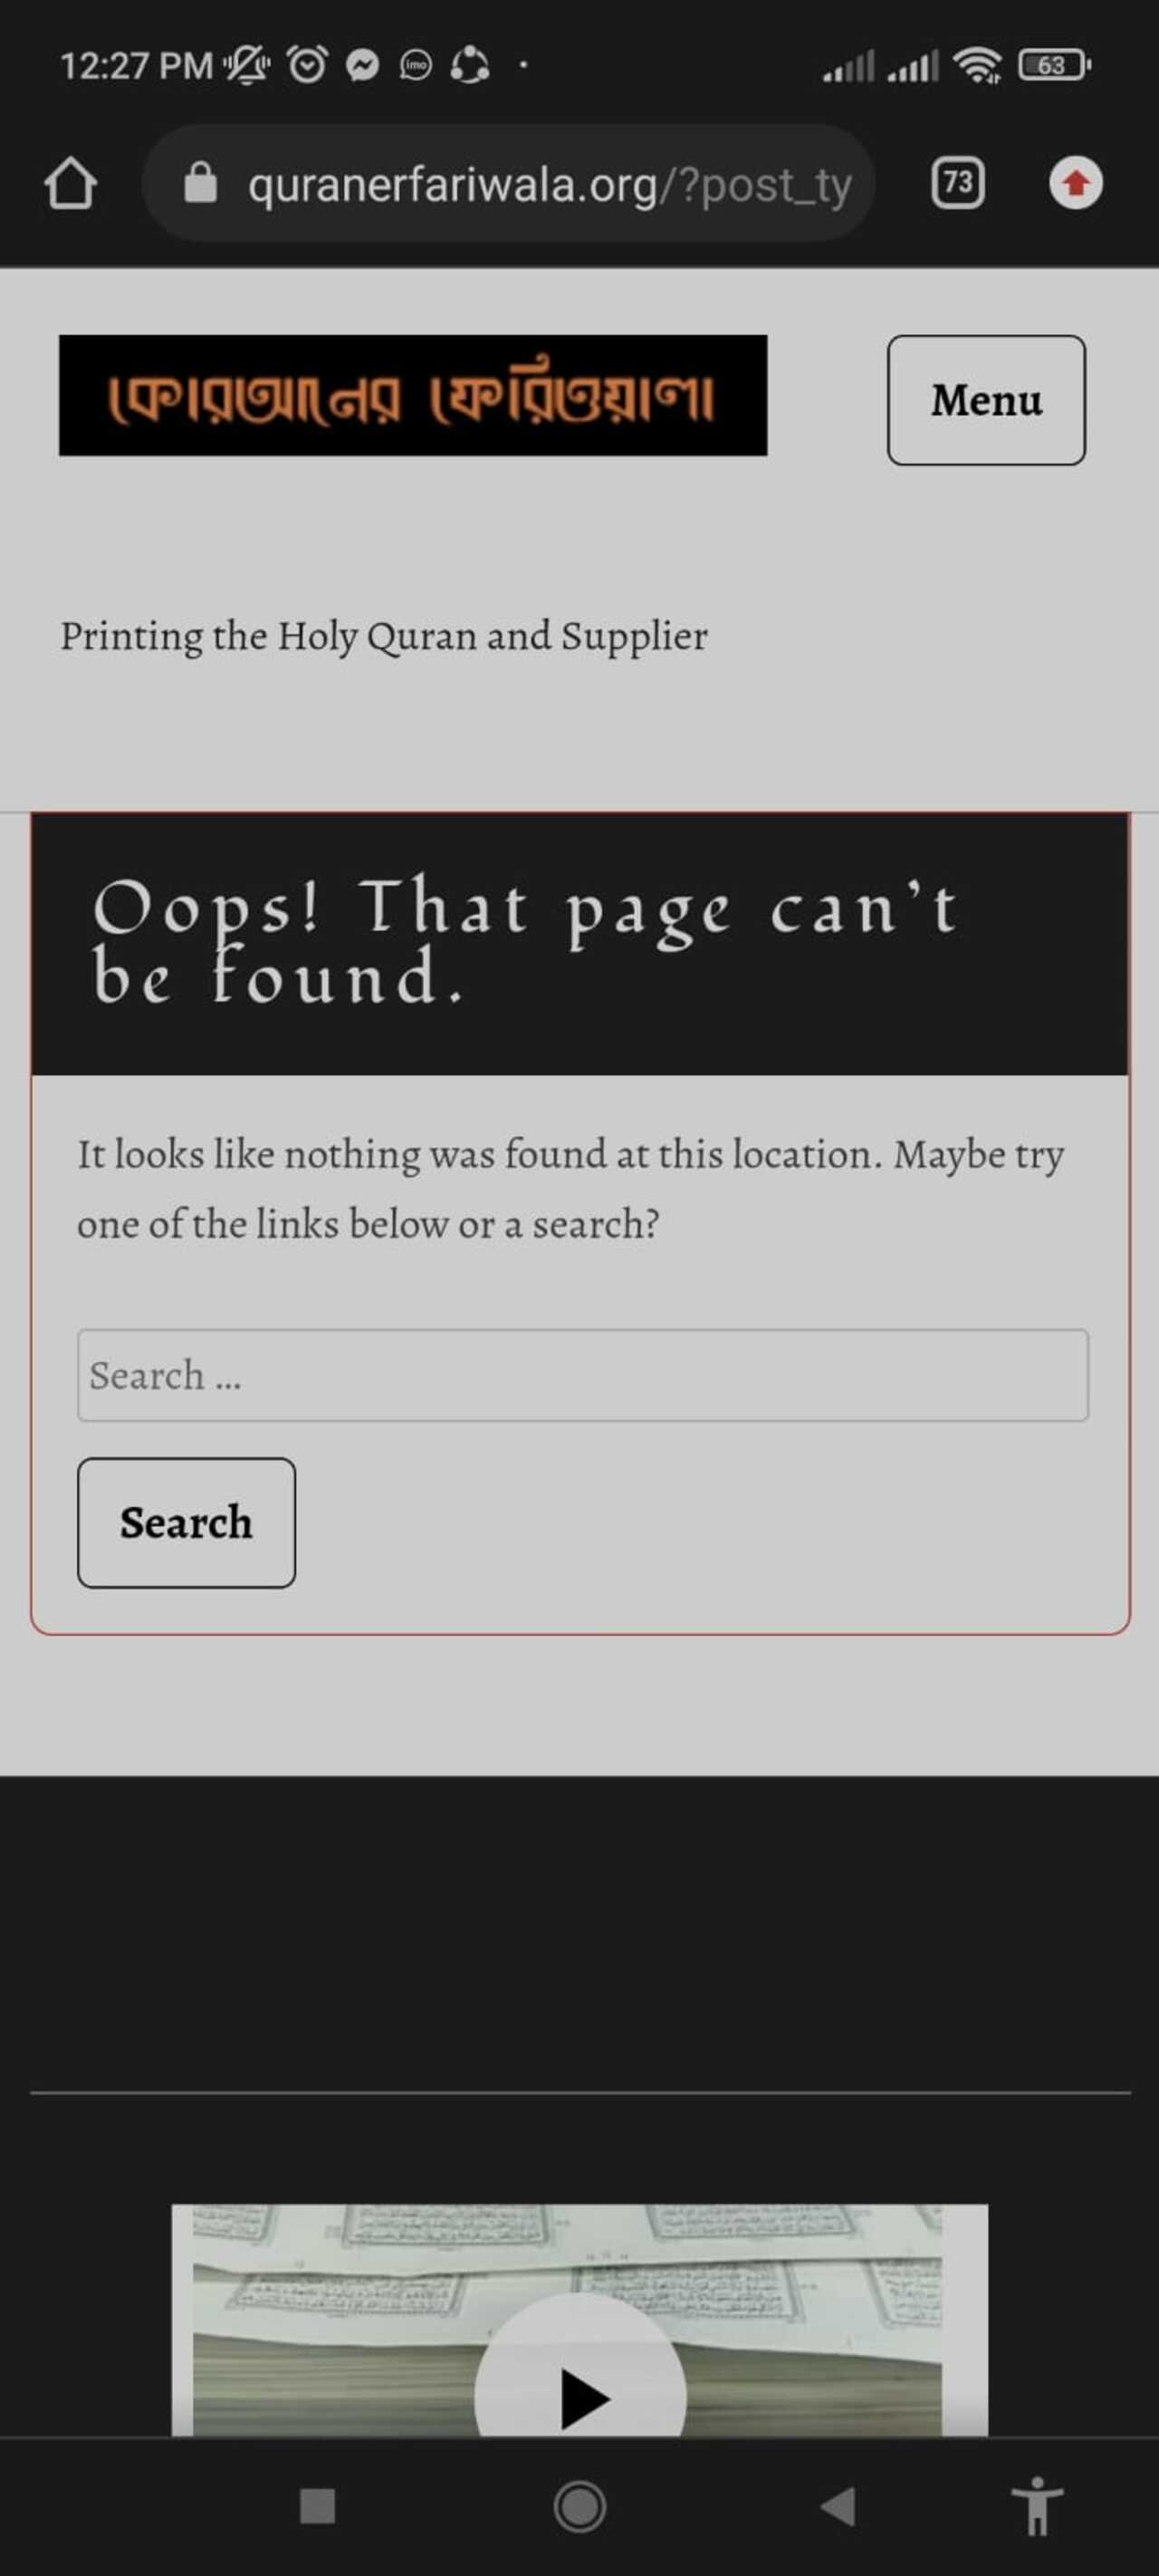 12:27 PM
imo
63
quranerfariwala.org/?post_ty
73
কোরআনের ফেরিওয়ালা
Menu
Printing the Holy Quran and Supplier
Oops! That page can’t
be found.
It looks like nothing was found at this location. Maybe try
one of the links below or a search?
Search ...
Search